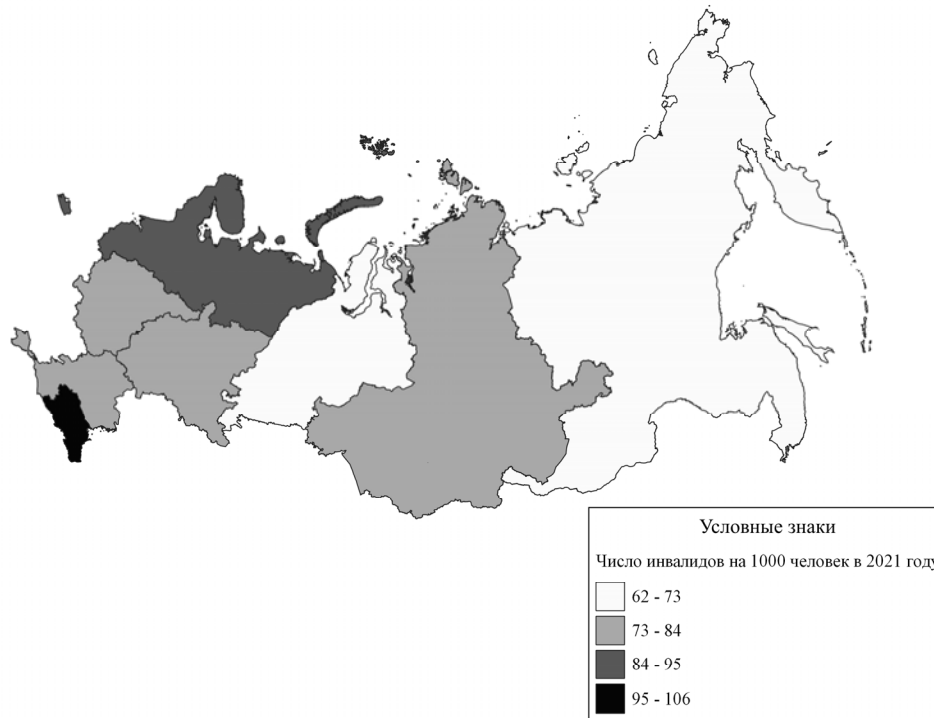 Условные знаки
Число инвалидов на 1000 человек в 2021 году
62 - 73
73 - 84
84 - 95
95 - 106